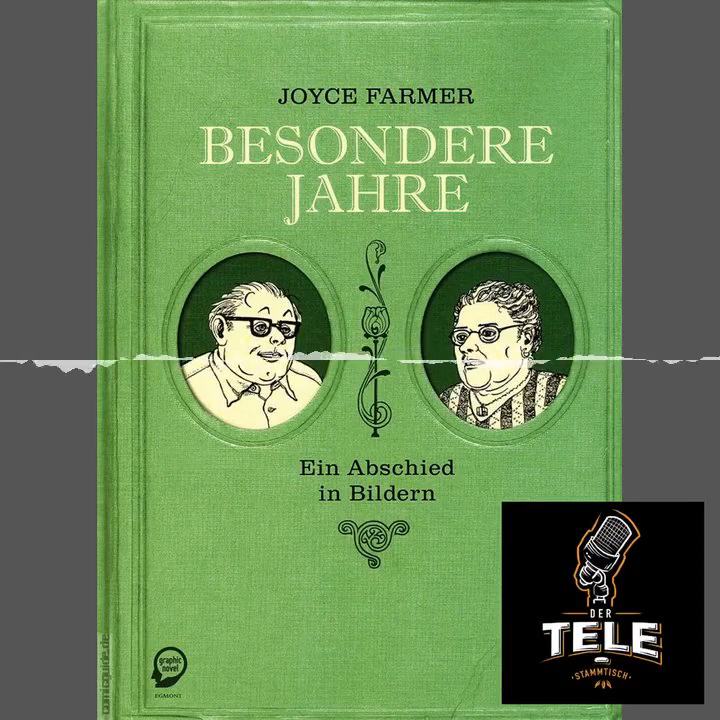 JOYCE FARMER
BESONDERE
JAHRE
Ein Abschied
in Bildern
graphic
novel
EGMONT
comicguide.de
DER
TELE
STAMMTISCH